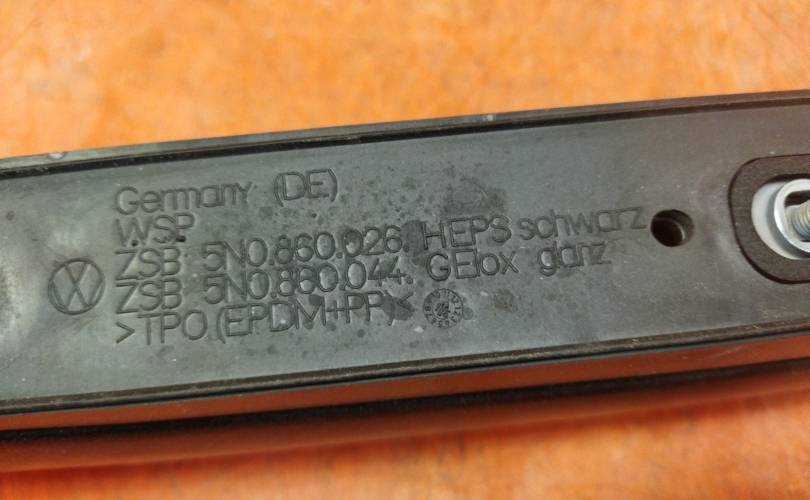 Germany (DE)
WSP
ZSB 5N0.860.026. HEPS schwarz
ZSB 5N0.860.044. GElox glanz
>TPO (EPDM+PP)<